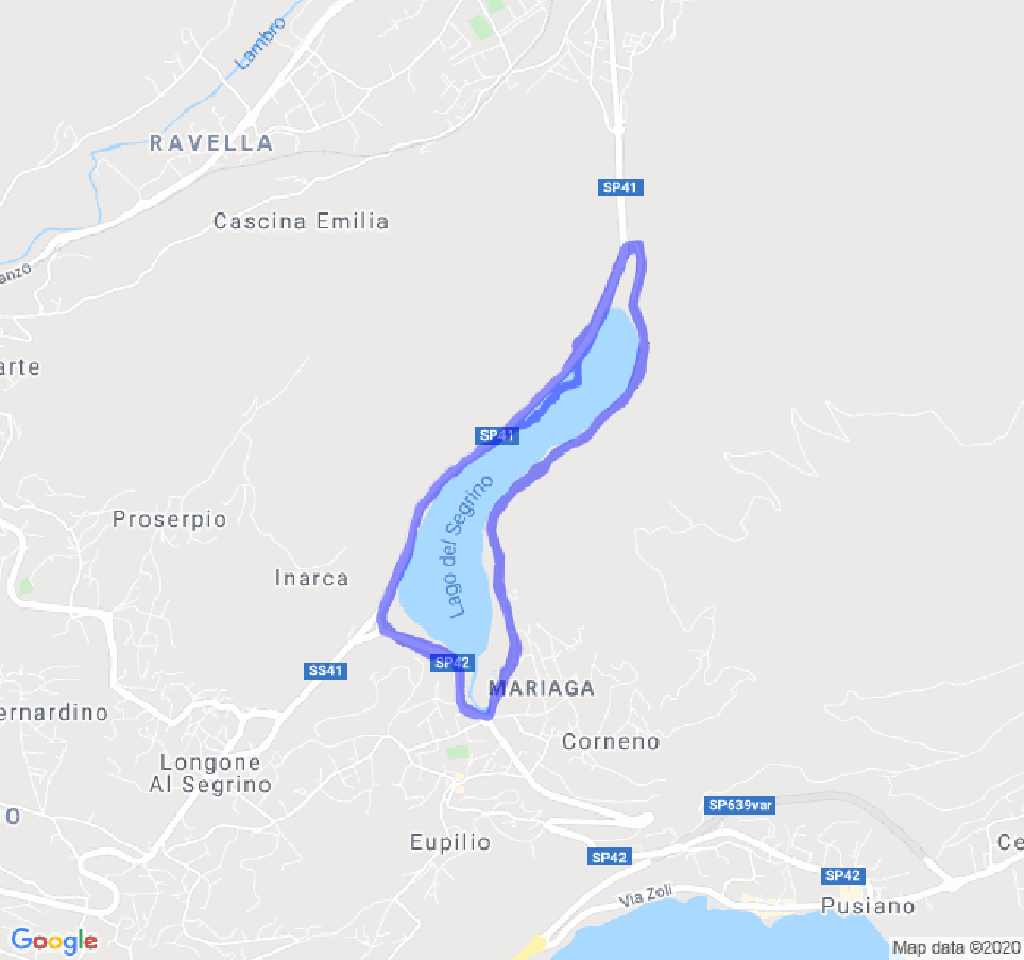 Lambro
RAVELLA
SP41
Cascina Emilia
anzo
arte
SP41
Lago del Segrino
Proserpio
Inarca
SP42
SS41
MARIAGA
ernardino
Corneno
Longone
Al Segrino
SP639var
O
Eupilio
Ce
SP42
SP42
Via Zoli
Pusiano
Google
Map data ©2020